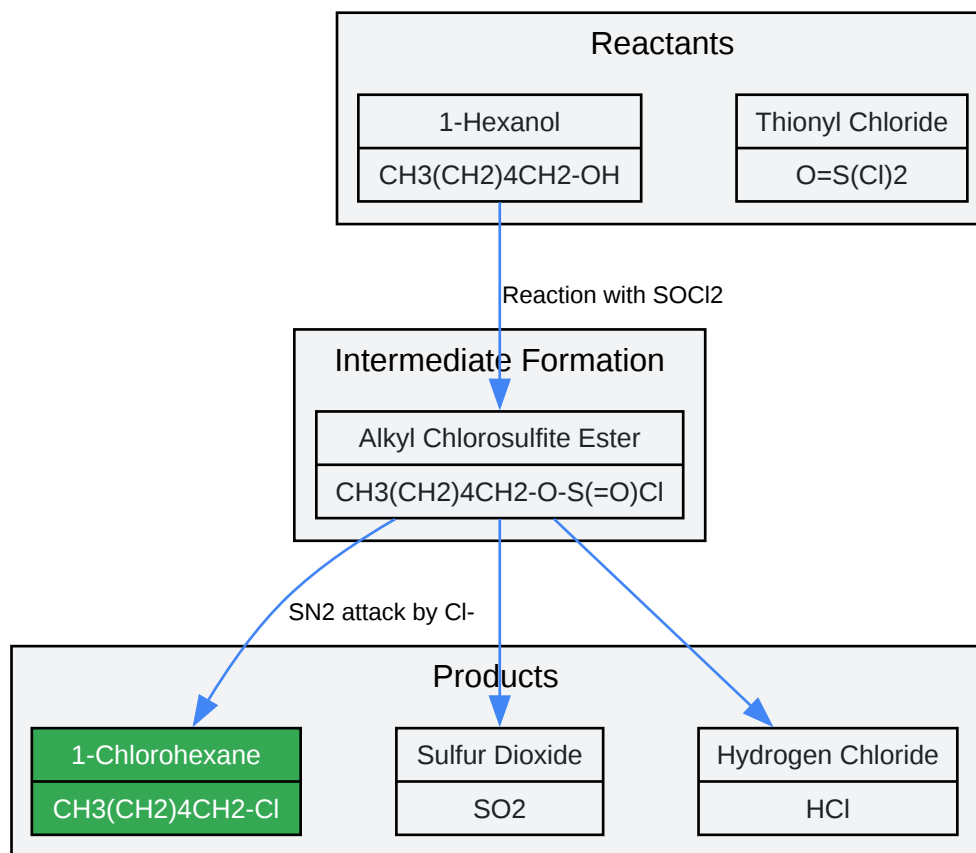 Reactants
1-Hexanol
Thionyl Chloride
CH3(CH2)4CH2-OH
O=S(Cl)2
Reaction with SOCl2
Intermediate Formation
Alkyl Chlorosulfite Ester
CH3(CH2)4CH2-O-S(=O)Cl
SN2 attack by Cl-
Products
1-Chlorohexane
Sulfur Dioxide
Hydrogen Chloride
CH3(CH2)4CH2-Cl
SO2
HCl